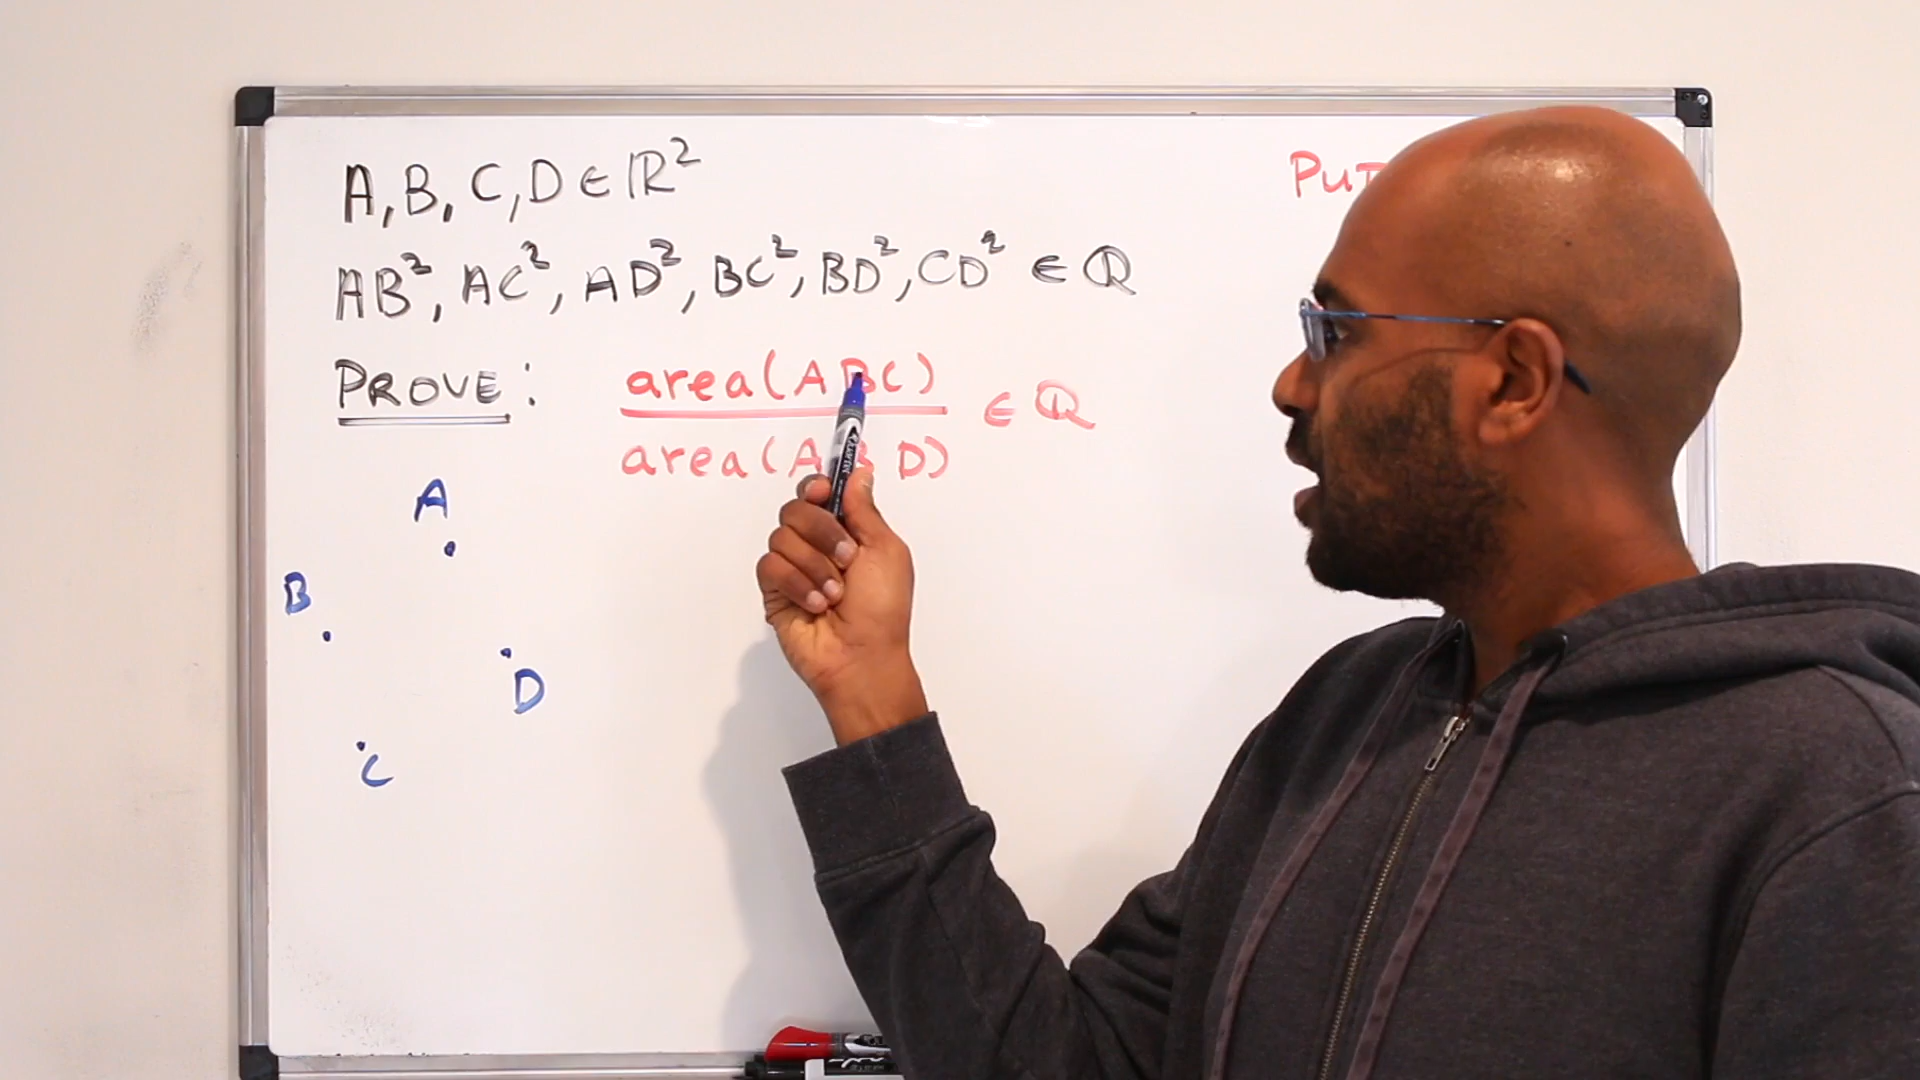 A, B, C, D ∈ ℝ²
AB², AC², AD², BC², BD², CD² ∈ ℚ
PROVE: area(ABC) ∈ ℚ
area(ABD)
A
B
D
C